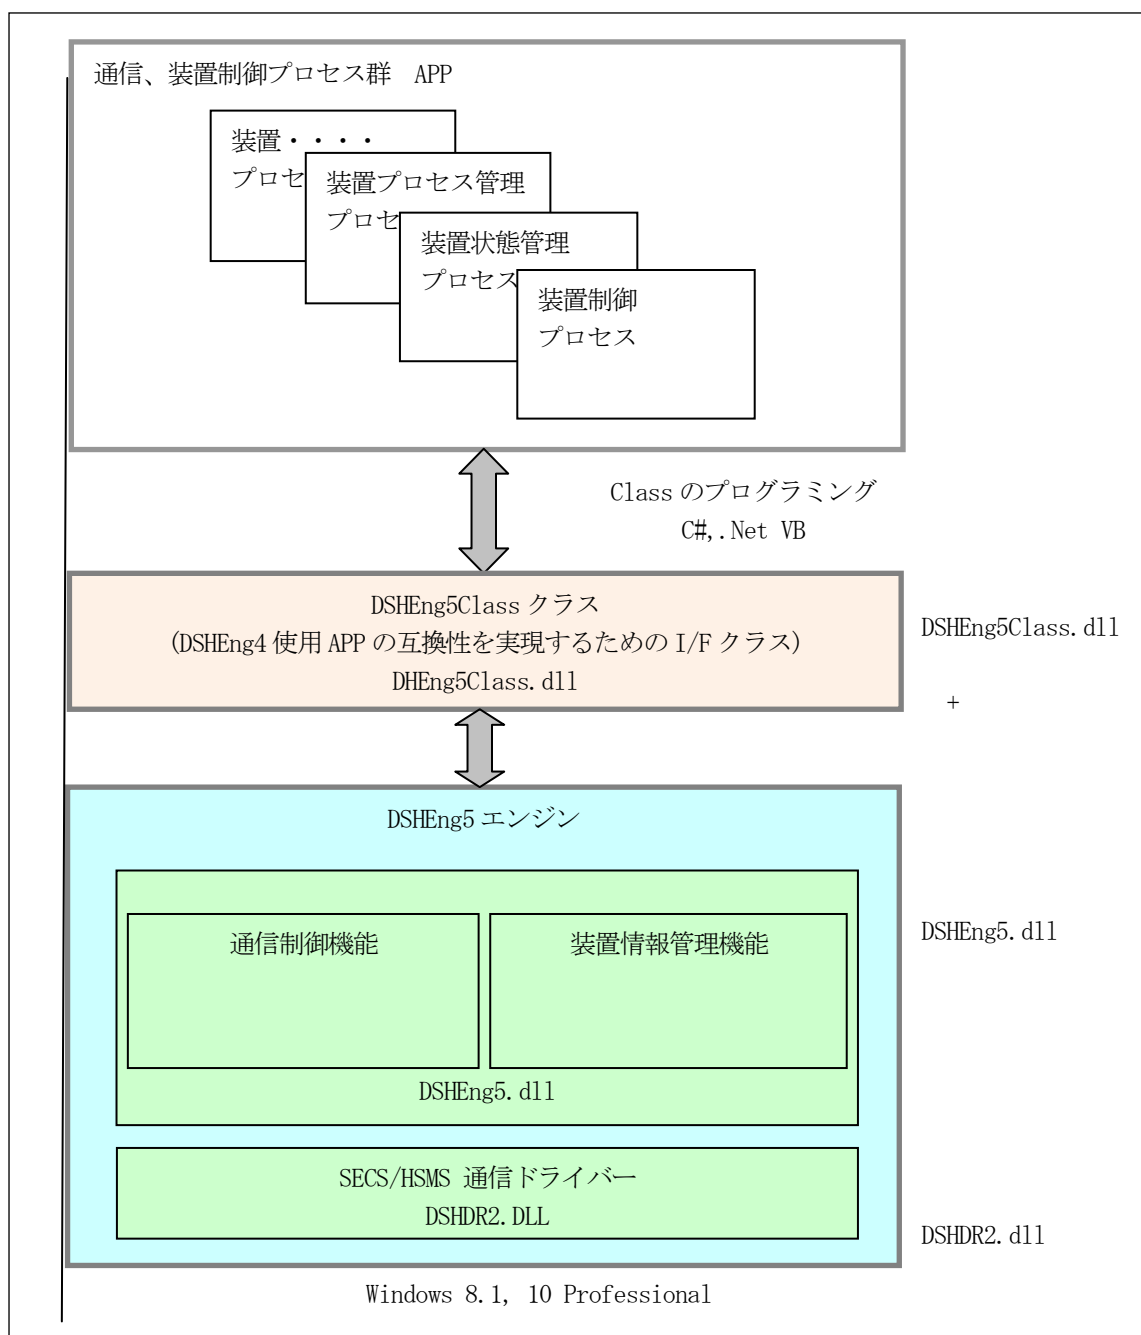 通信、装置制御プロセス群　APP
装置・・・・
プロセ
装置プロセス管理
プロセ
装置状態管理
プロセス
装置制御
プロセス
Class のプログラミング
C#,.Net VB
DSHEng5Class クラス
(DSHEng4 使用 APP の互換性を実現するための I/F クラス)
DHEng5Class.dll
DSHEng5Class.dll
+
DSHEng5 エンジン
通信制御機能
装置情報管理機能
DSHEng5.dll
DSHEng5.dll
SECS/HSMS 通信ドライバー
DSHDR2.DLL
DSHDR2.dll
Windows 8.1, 10 Professional